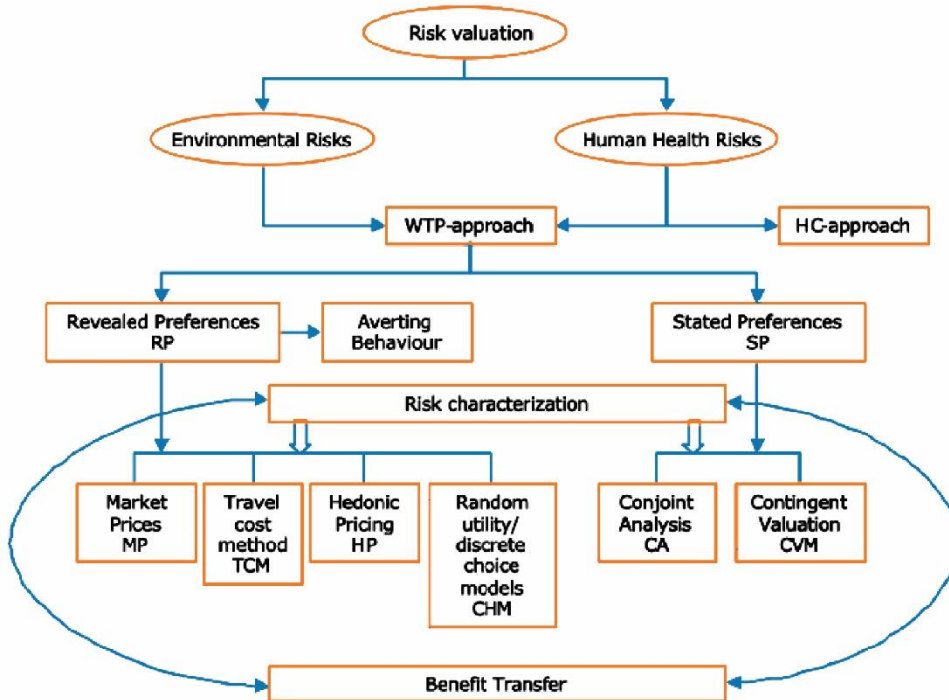 Risk valuation
Environmental Risks
Human Health Risks
WTP-approach
HC-approach
Revealed Preferences
RP
Averting
Behaviour
Stated Preferences
SP
Risk characterization
Market
Prices
MP
Travel
cost
method
TCM
Hedonic
Pricing
HP
Random
utility/
discrete
choice
models
CHM
Conjoint
Analysis
CA
Contingent
Valuation
CVM
Benefit Transfer